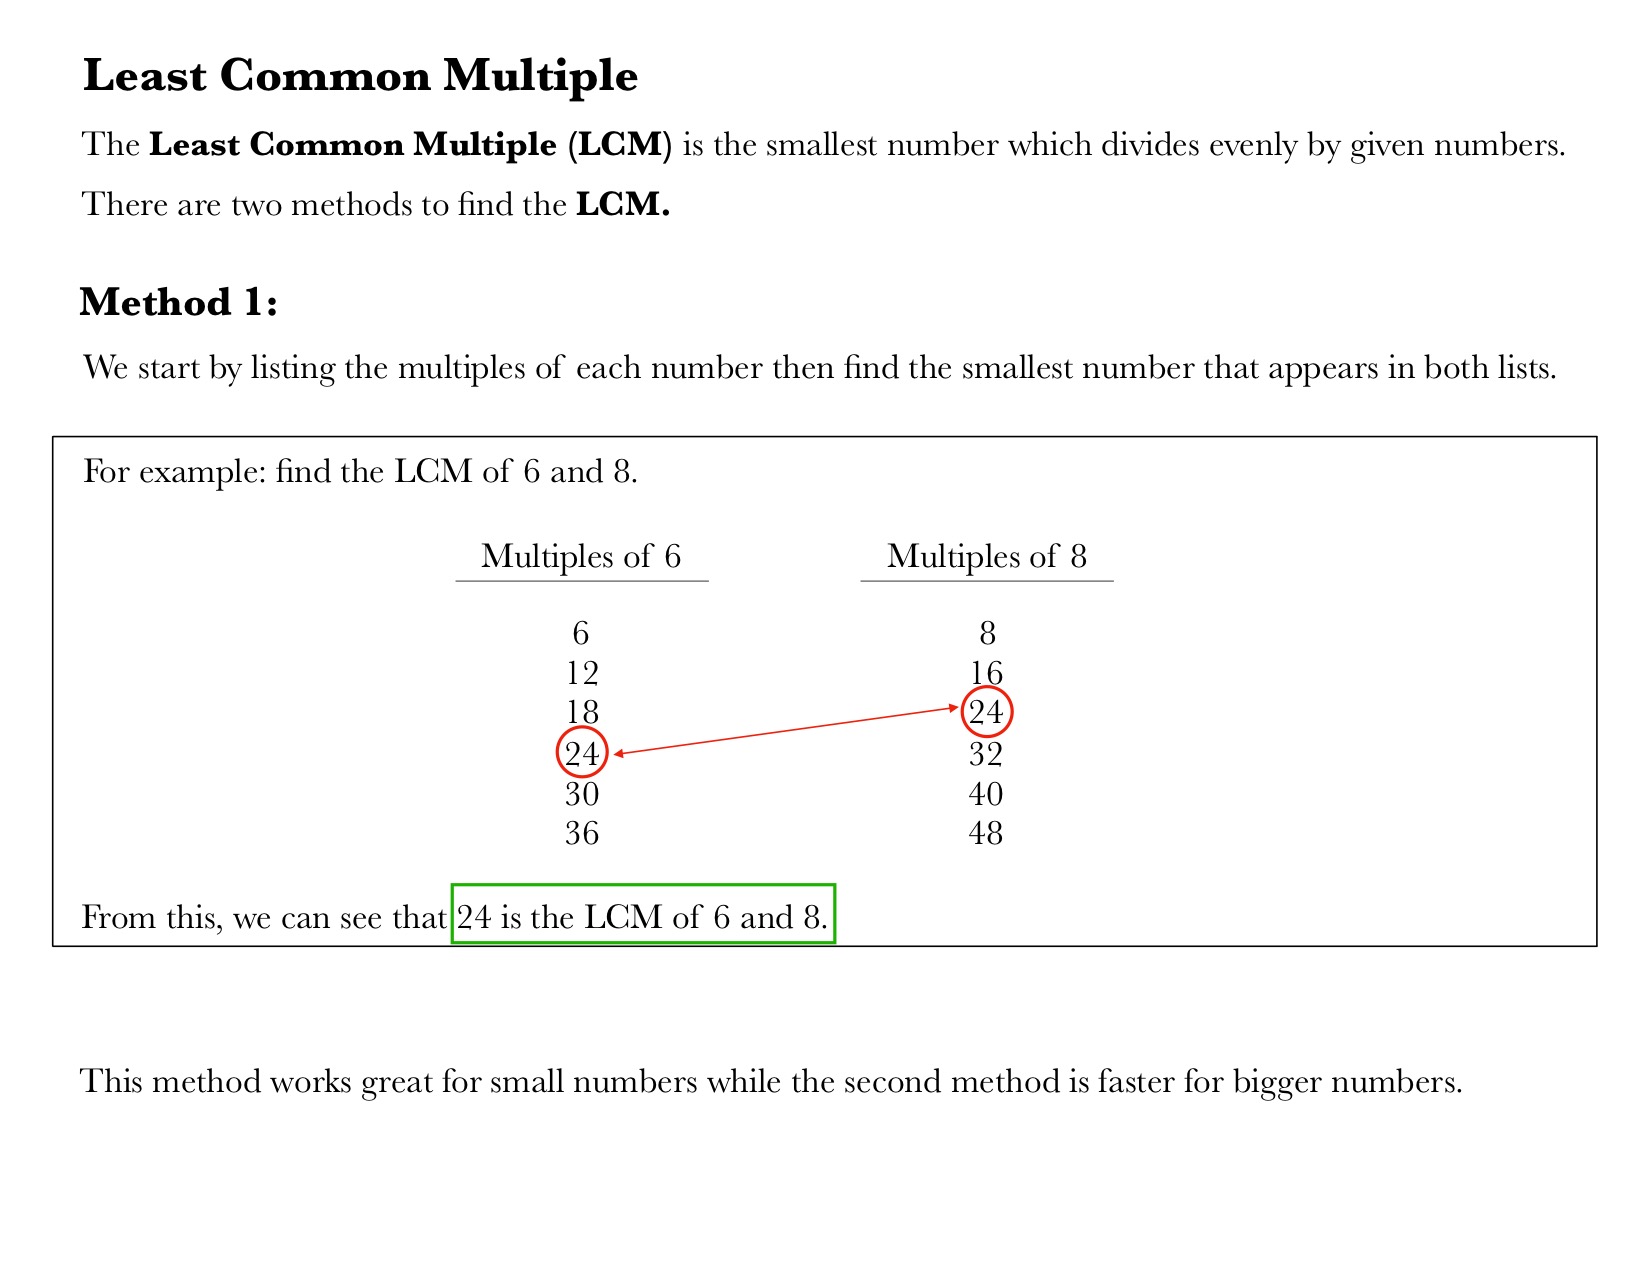 Least Common Multiple
The Least Common Multiple (LCM) is the smallest number which divides evenly by given numbers.
There are two methods to find the LCM.
Method 1:
We start by listing the multiples of each number then find the smallest number that appears in both lists.
For example: find the LCM of 6 and 8.
Multiples of 6 Multiples of 8
6 8
12 16
18 24
24 32
30 40
36 48
From this, we can see that 24 is the LCM of 6 and 8.
This method works great for small numbers while the second method is faster for bigger numbers.